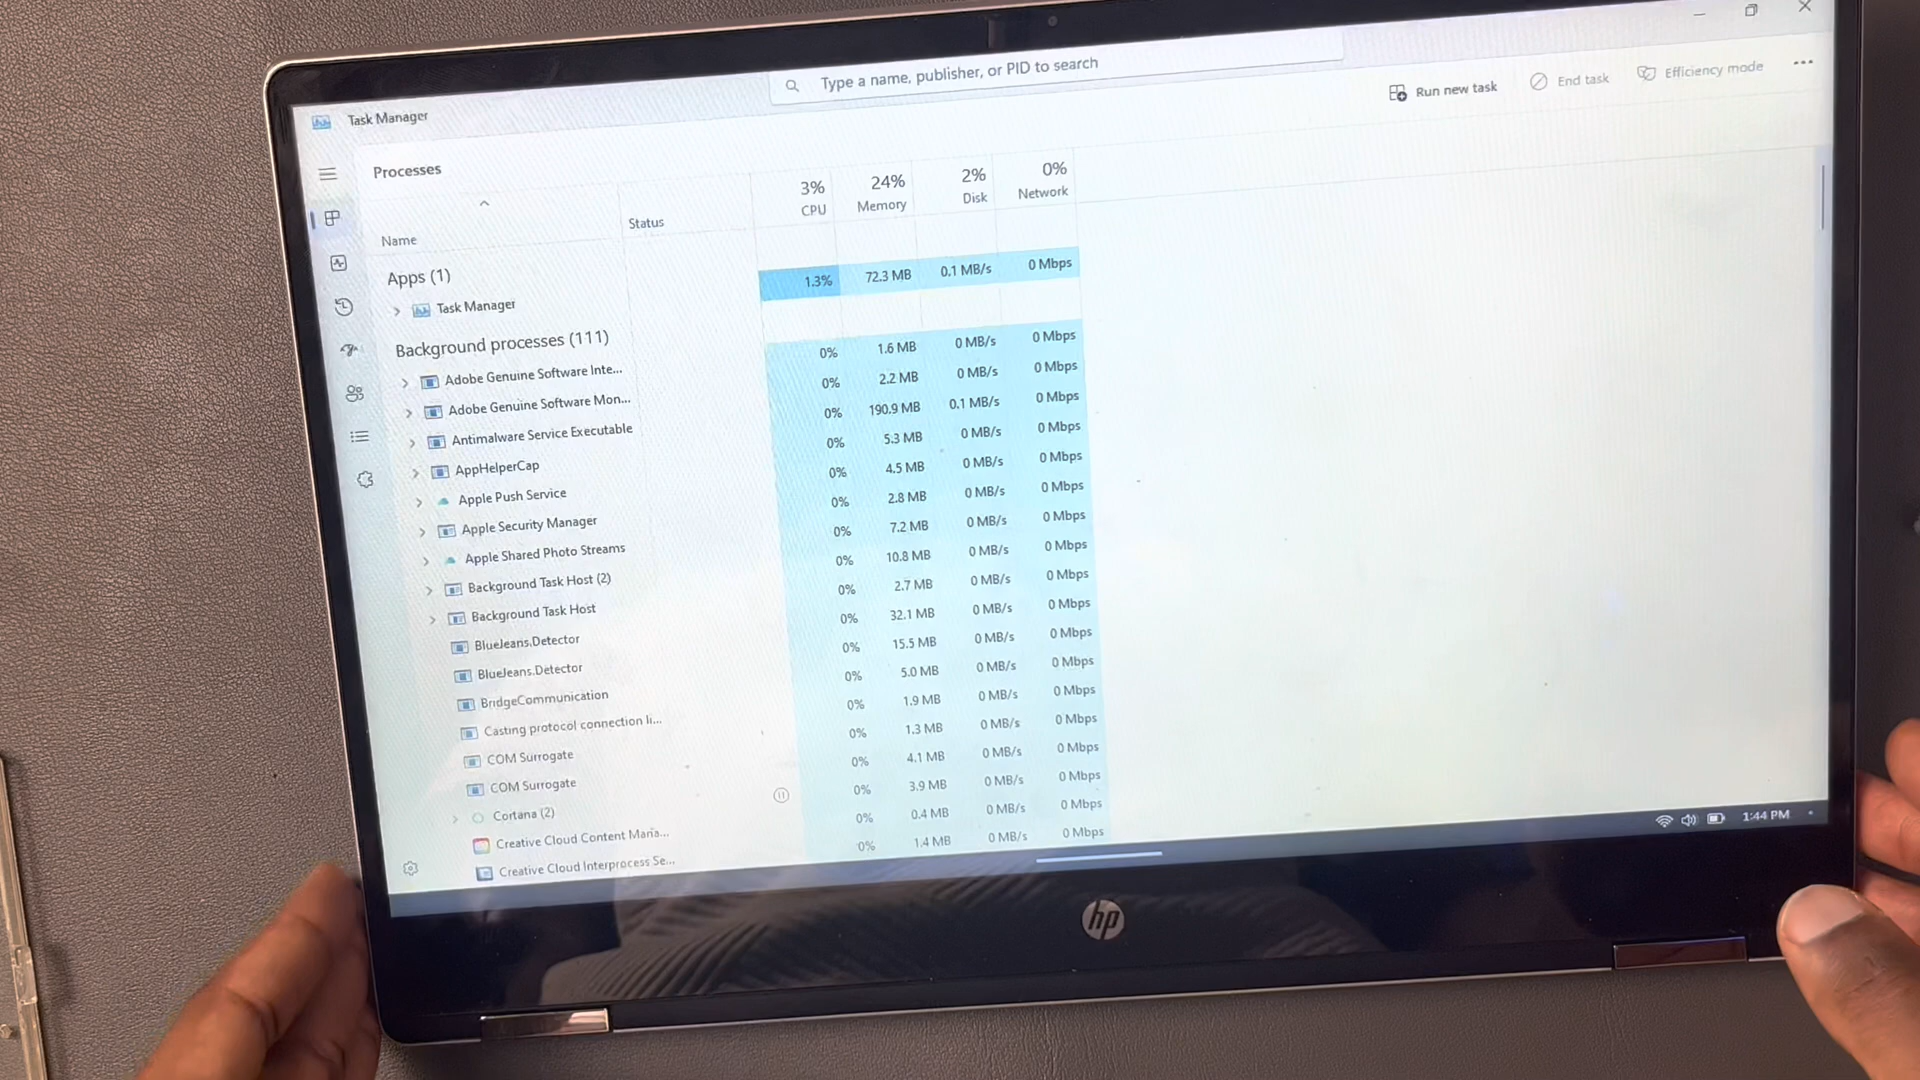 Type a name, publisher, or PID to search
Task Manager
Run new task End task Efficiency mode
Processes
3% 24% 2% 0%
Name Status CPU Memory Disk Network
Apps (1)
Task Manager 1.3% 72.3 MB 0.1 MB/s 0 Mbps
Background processes (111)
Adobe Genuine Software Inte... 0% 1.6 MB 0 MB/s 0 Mbps
Adobe Genuine Software Mon... 0% 2.2 MB 0 MB/s 0 Mbps
Antimalware Service Executable 0% 190.9 MB 0.1 MB/s 0 Mbps
AppHelperCap 0% 5.3 MB 0 MB/s 0 Mbps
Apple Push Service 0% 4.5 MB 0 MB/s 0 Mbps
Apple Security Manager 0% 2.8 MB 0 MB/s 0 Mbps
Apple Shared Photo Streams 0% 7.2 MB 0 MB/s 0 Mbps
Background Task Host (2) 0% 10.8 MB 0 MB/s 0 Mbps
Background Task Host 0% 2.7 MB 0 MB/s 0 Mbps
BlueJeans.Detector 0% 32.1 MB 0 MB/s 0 Mbps
BlueJeans.Detector 0% 15.5 MB 0 MB/s 0 Mbps
BridgeCommunication 0% 5.0 MB 0 MB/s 0 Mbps
Casting protocol connection li... 0% 1.9 MB 0 MB/s 0 Mbps
COM Surrogate 0% 1.3 MB 0 MB/s 0 Mbps
COM Surrogate 0% 4.1 MB 0 MB/s 0 Mbps
Cortana (2) 0% 3.9 MB 0 MB/s 0 Mbps
Creative Cloud Content Mana... 0% 0.4 MB 0 MB/s 0 Mbps
Creative Cloud Interprocess Se... 0% 1.4 MB 0 MB/s 0 Mbps
1:44 PM
hp